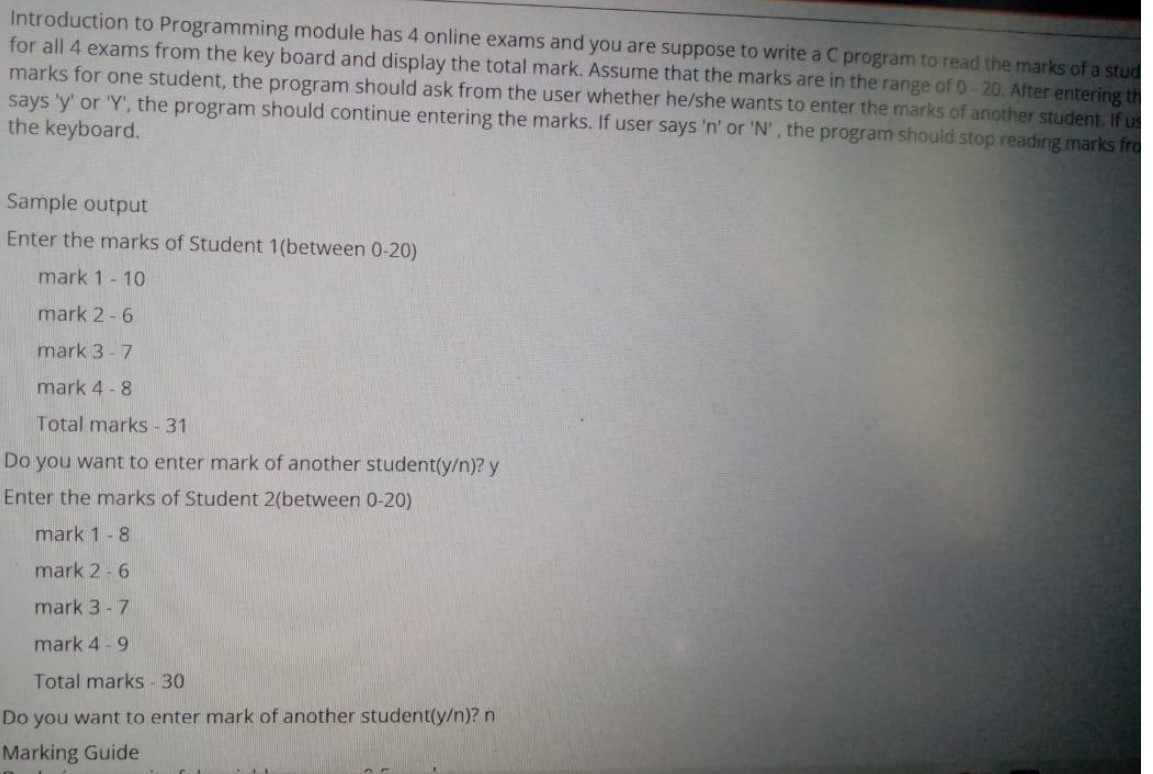 Introduction to Programming module has 4 online exams and you are suppose to write a C program to read the marks of a stud
for all 4 exams from the key board and display the total mark. Assume that the marks are in the range of 0 - 20. After entering th
marks for one student, the program should ask from the user whether he/she wants to enter the marks of another student. If us
says 'y' or 'Y', the program should continue entering the marks. If user says 'n' or 'N' , the program should stop reading marks fro
the keyboard.
Sample output
Enter the marks of Student 1(between 0-20)
mark 1 - 10
mark 2 - 6
mark 3 - 7
mark 4 - 8
Total marks - 31
Do you want to enter mark of another student(y/n)? y
Enter the marks of Student 2(between 0-20)
mark 1 - 8
mark 2 - 6
mark 3 - 7
mark 4 - 9
Total marks - 30
Do you want to enter mark of another student(y/n)? n
Marking Guide